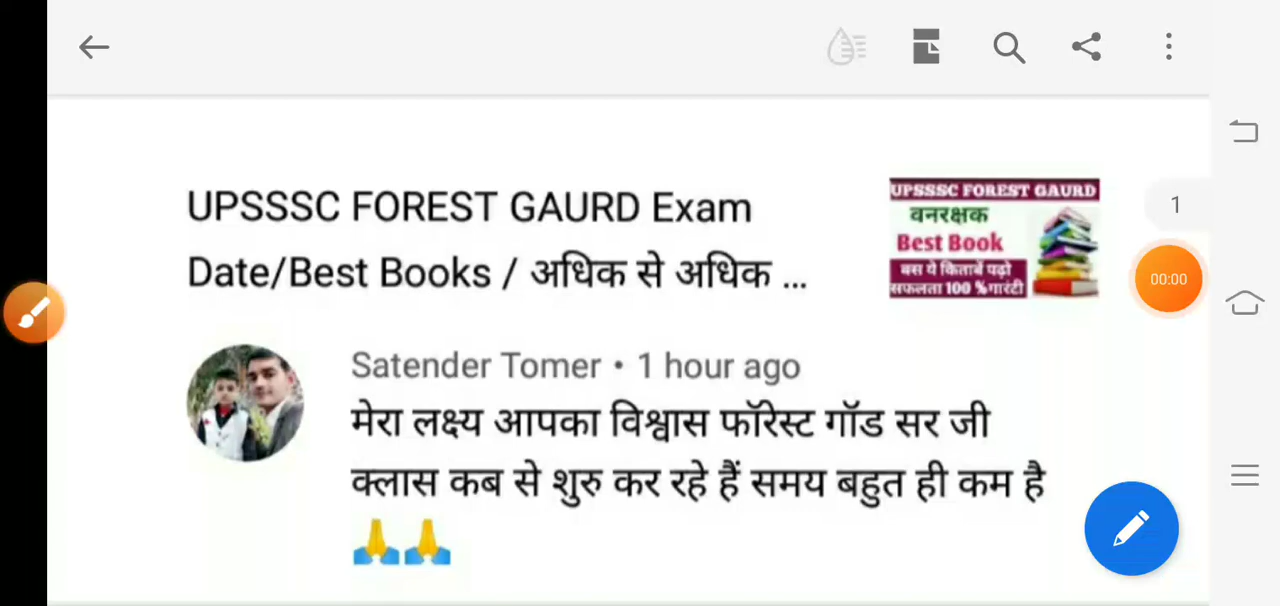 1
UPSSSC FOREST GAURD Exam
Date/Best Books / अधिक से अधिक ...
UPSSSC FOREST GAURD
वनरक्षक
Best Book
बस ये किताबें पढ़ो
सफलता 100 %गारंटी
00:00
Satender Tomer • 1 hour ago
मेरा लक्ष्य आपका विश्वास फॉरेस्ट गॉड सर जी
क्लास कब से शुरु कर रहे हैं समय बहुत ही कम है
🙏🙏